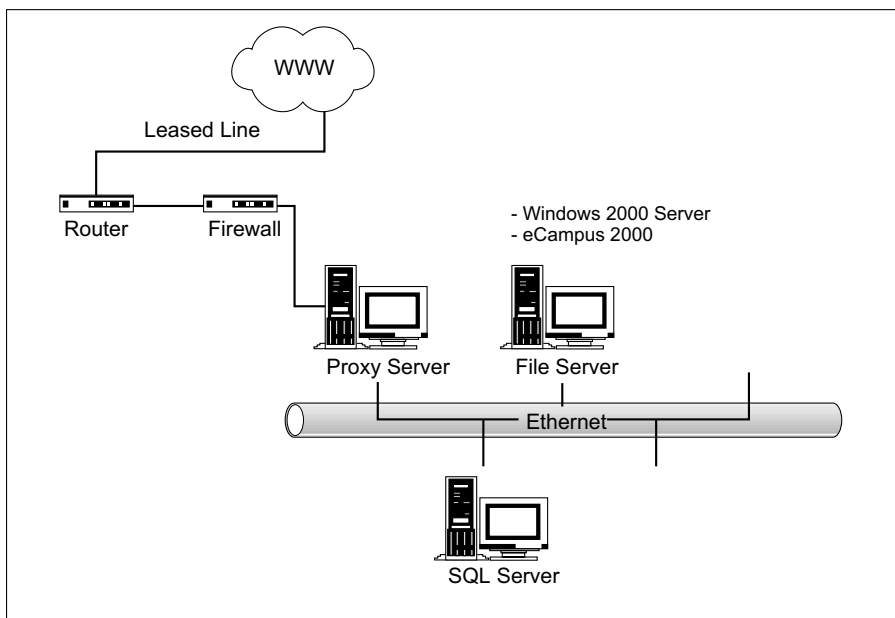 WWW
Leased Line
Router
Firewall
- Windows 2000 Server
- eCampus 2000
Proxy Server
File Server
Ethernet
SQL Server